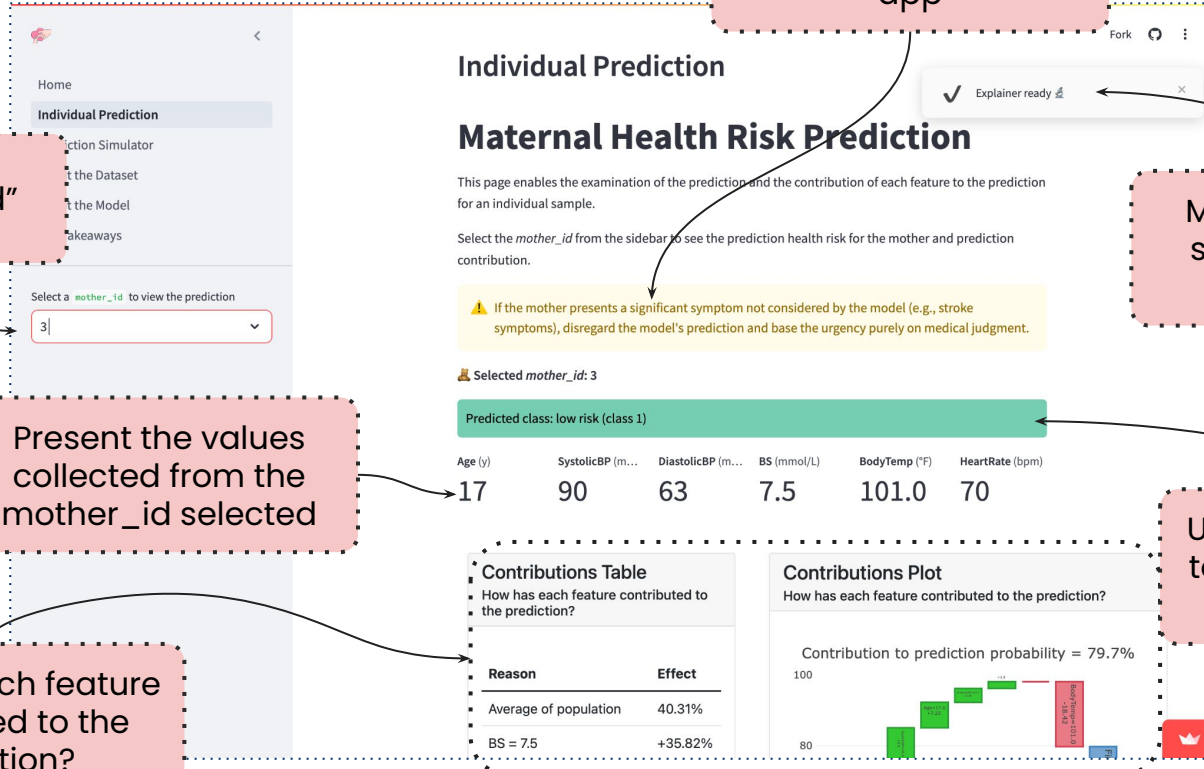 app
Fork
Home
Individual Prediction
ction Simulator
t the Dataset
t the Model
akeaways
Select a mother_id to view the prediction
3
Present the values
collected from the
mother_id selected
ch feature
ed to the
tion?
Individual Prediction
Explainer ready
Maternal Health Risk Prediction
This page enables the examination of the prediction and the contribution of each feature to the prediction
for an individual sample.
Select the mother_id from the sidebar to see the prediction health risk for the mother and prediction
contribution.
If the mother presents a significant symptom not considered by the model (e.g., stroke
symptoms), disregard the model's prediction and base the urgency purely on medical judgment.
Selected mother_id: 3
Predicted class: low risk (class 1)
Age (y) SystolicBP (m... DiastolicBP (m... BS (mmol/L) BodyTemp (°F) HeartRate (bpm)
17 90 63 7.5 101.0 70
Contributions Table
How has each feature contributed to
the prediction?
Reason Effect
Average of population 40.31%
BS = 7.5 +35.82%
Contributions Plot
How has each feature contributed to the prediction?
Contribution to prediction probability = 79.7%
100
80
BodyTemp=101.0
-18.42
M
s
U
t